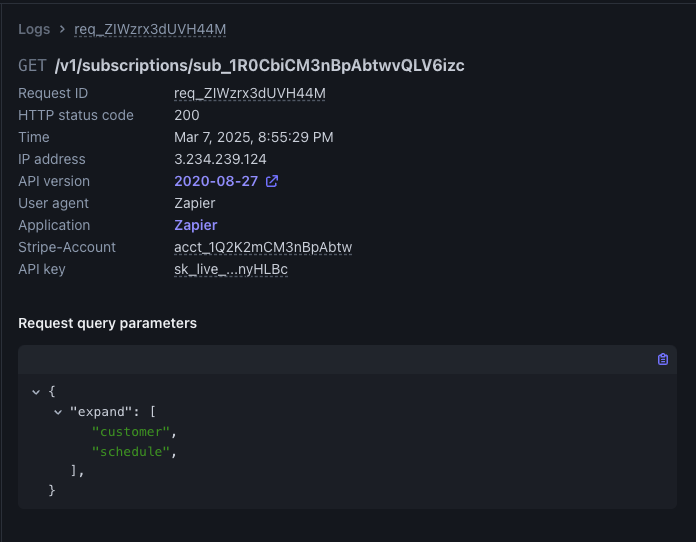 Logs > req_ZIWzrx3dUVH44M
GET /v1/subscriptions/sub_1R0CbiCM3nBpAbtwvQLV6izc
Request ID req_ZIWzrx3dUVH44M
HTTP status code 200
Time Mar 7, 2025, 8:55:29 PM
IP address 3.234.239.124
API version 2020-08-27
User agent Zapier
Application Zapier
Stripe-Account acct_1Q2K2mCM3nBpAbtw
API key sk_live_...nyHLBc
Request query parameters
{
"expand": [
"customer",
"schedule",
],
}